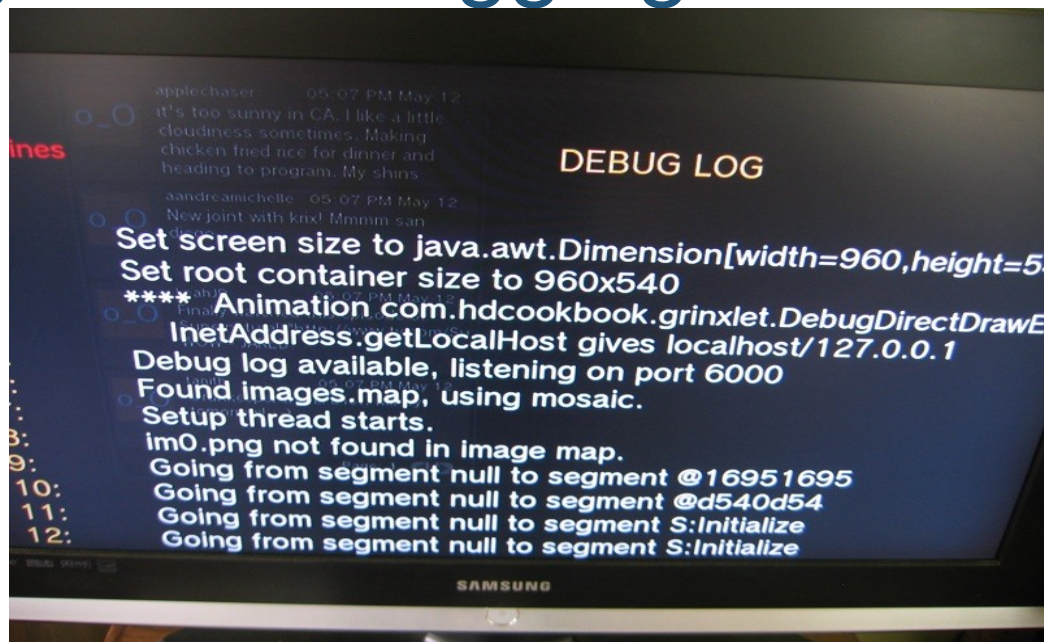 applechaser 05:07 PM May 12
o_O it's too sunny in CA. I like a little
cloudiness sometimes. Making
chicken fried rice for dinner and
heading to program. My shins
ines
DEBUG LOG
aandreamichelle 05:07 PM May 12
o_O New joint with krix! Mmmm san
Set screen size to java.awt.Dimension[width=960,height=5
Set root container size to 960x540
**** Animation com.hdcookbook.grinxlet.DebugDirectDrawE
InetAddress.getLocalHost gives localhost/127.0.0.1
Debug log available, listening on port 6000
Found images.map, using mosaic.
Setup thread starts.
8: im0.png not found in image map.
9: Going from segment null to segment @16951695
10: Going from segment null to segment @d540d54
11: Going from segment null to segment S:Initialize
12: Going from segment null to segment S:Initialize
SAMSUNG